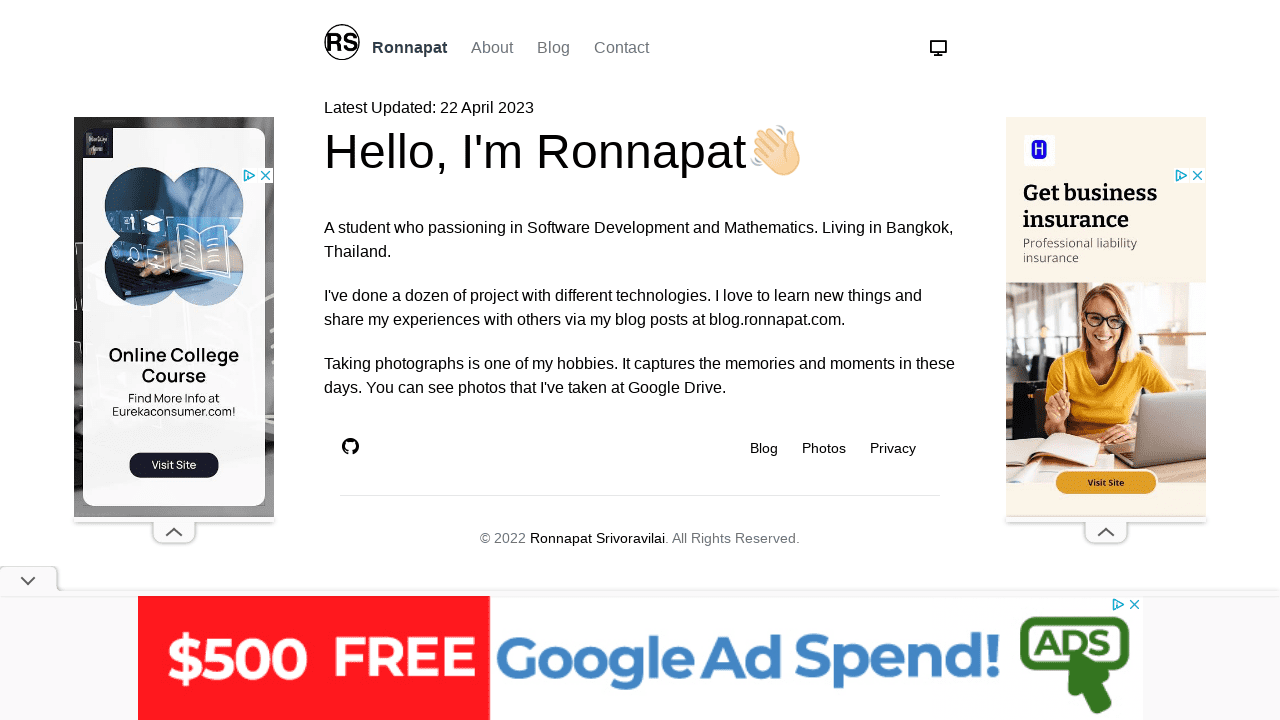 RS
Ronnapat
About
Blog
Contact
Latest Updated: 22 April 2023
Hello, I'm Ronnapat👋🏻
A student who passioning in Software Development and Mathematics. Living in Bangkok,
Thailand.
I've done a dozen of project with different technologies. I love to learn new things and
share my experiences with others via my blog posts at blog.ronnapat.com.
Taking photographs is one of my hobbies. It captures the memories and moments in these
days. You can see photos that I've taken at Google Drive.
Blog
Photos
Privacy
© 2022 Ronnapat Srivoravilai. All Rights Reserved.
Online College
Course
Find More Info at
Eurekaconsumer.com!
Visit Site
H
Get business
insurance
Professional liability
insurance
Visit Site
$500 FREE Google Ad Spend!
ADS